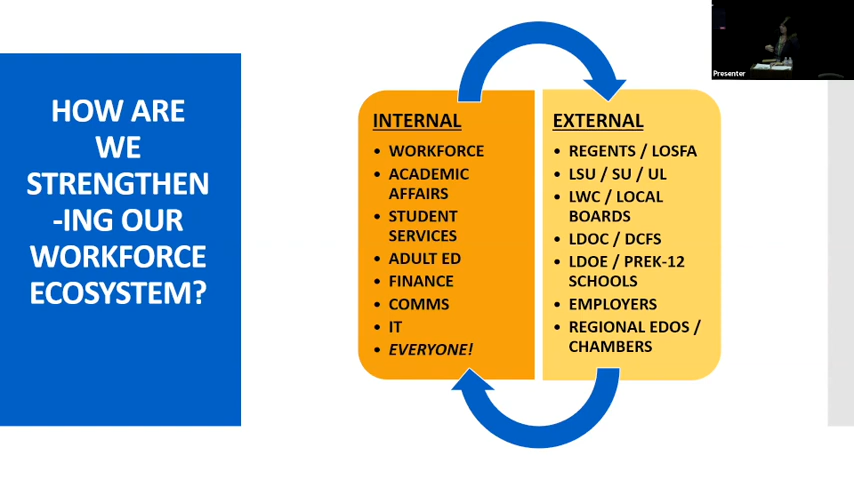 HOW ARE
WE
STRENGTHEN
-ING OUR
WORKFORCE
ECOSYSTEM?
INTERNAL
• WORKFORCE
• ACADEMIC
AFFAIRS
• STUDENT
SERVICES
• ADULT ED
• FINANCE
• COMMS
• IT
• EVERYONE!
EXTERNAL
• REGENTS / LOSFA
• LSU / SU / UL
• LWC / LOCAL
BOARDS
• LDOC / DCFS
• LDOE / PREK-12
SCHOOLS
• EMPLOYERS
• REGIONAL EDOS /
CHAMBERS
Presenter